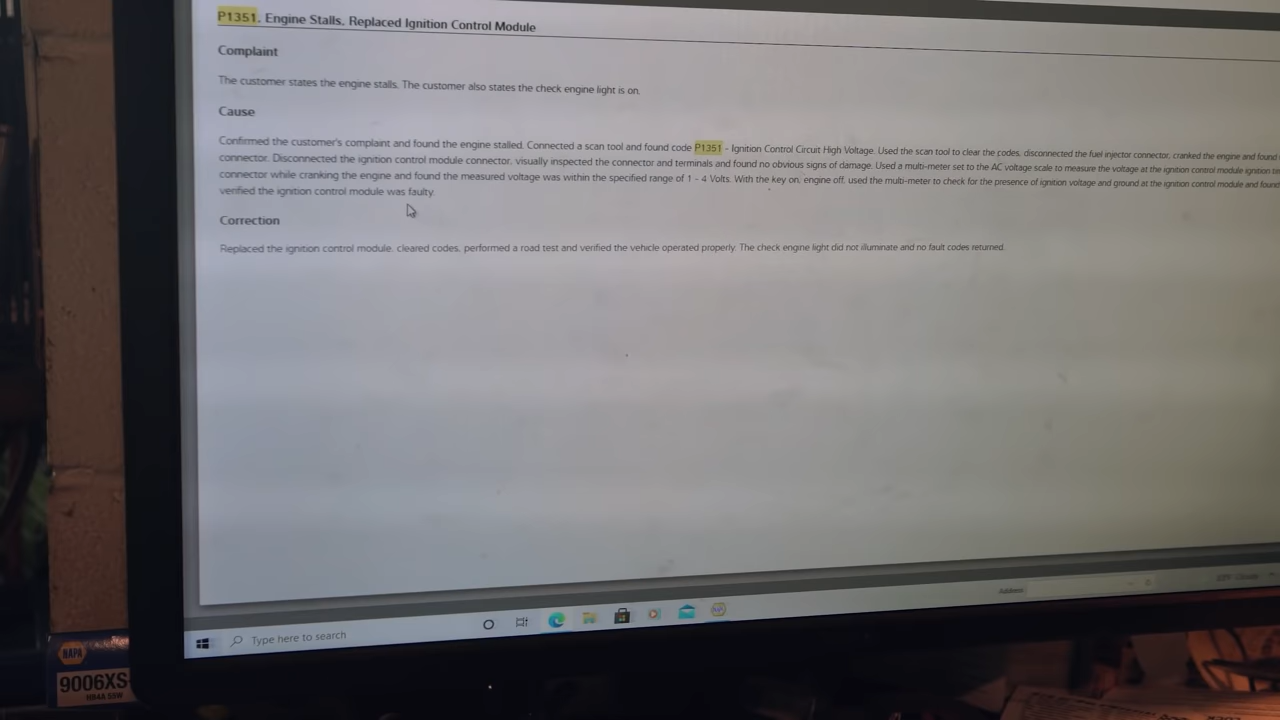 P1351, Engine Stalls, Replaced Ignition Control Module
Complaint
The customer states the engine stalls. The customer also states the check engine light is on.
Cause
Confirmed the customer's complaint and found the engine stalled. Connected a scan tool and found code P1351 - Ignition Control Circuit High Voltage. Used the scan tool to clear the codes, disconnected the fuel injector connector, cranked the engine and found
connector. Disconnected the ignition control module connector, visually inspected the connector and terminals and found no obvious signs of damage. Used a multi-meter set to the AC voltage scale to measure the voltage at the ignition control module ignition
connector while cranking the engine and found the measured voltage was within the specified range of 1 - 4 Volts. With the key on, engine off, used the multi-meter to check for the presence of ignition voltage and ground at the ignition control module and found
verified the ignition control module was faulty.
Correction
Replaced the ignition control module, cleared codes, performed a road test and verified the vehicle operated properly. The check engine light did not illuminate and no fault codes returned.
Address
Type here to search
NAPA
9006XS
HB4A 55W